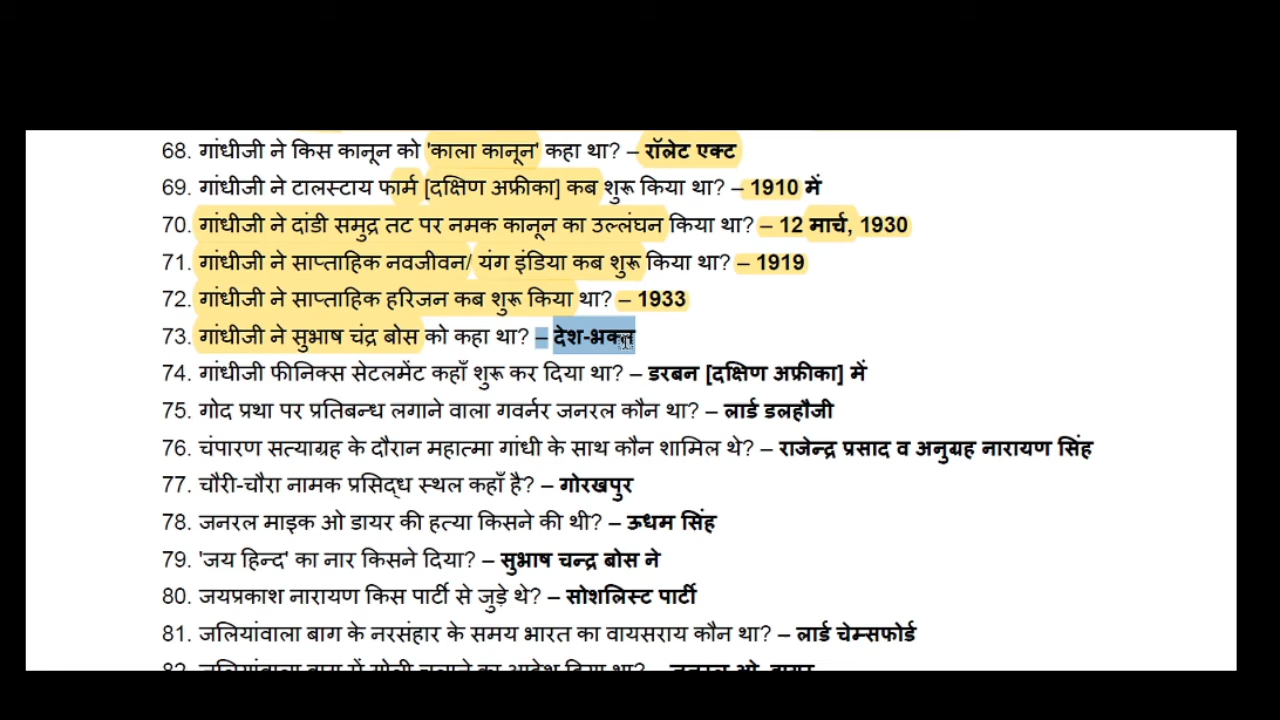 68. गांधीजी ने किस कानून को 'काला कानून' कहा था? – रॉलेट एक्ट
69. गांधीजी ने टालस्टाय फार्म [दक्षिण अफ्रीका] कब शुरू किया था? – 1910 में
70. गांधीजी ने दांडी समुद्र तट पर नमक कानून का उल्लंघन किया था? – 12 मार्च, 1930
71. गांधीजी ने साप्ताहिक नवजीवन/ यंग इंडिया कब शुरू किया था? – 1919
72. गांधीजी ने साप्ताहिक हरिजन कब शुरू किया था? – 1933
73. गांधीजी ने सुभाष चंद्र बोस को कहा था? – देश-भक्त
74. गांधीजी फीनिक्स सेटलमेंट कहाँ शुरू कर दिया था? – डरबन [दक्षिण अफ्रीका] में
75. गोद प्रथा पर प्रतिबन्ध लगाने वाला गवर्नर जनरल कौन था? – लार्ड डलहौजी
76. चंपारण सत्याग्रह के दौरान महात्मा गांधी के साथ कौन शामिल थे? – राजेन्द्र प्रसाद व अनुग्रह नारायण सिंह
77. चौरी-चौरा नामक प्रसिद्ध स्थल कहाँ है? – गोरखपुर
78. जनरल माइक ओ डायर की हत्या किसने की थी? – ऊधम सिंह
79. 'जय हिन्द' का नार किसने दिया? – सुभाष चन्द्र बोस ने
80. जयप्रकाश नारायण किस पार्टी से जुड़े थे? – सोशलिस्ट पार्टी
81. जलियांवाला बाग के नरसंहार के समय भारत का वायसराय कौन था? – लार्ड चेम्सफोर्ड